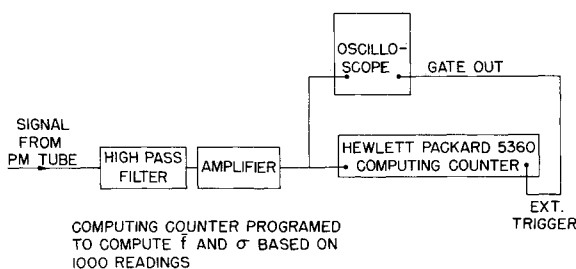 OSCILLO-
SCOPE
GATE OUT
SIGNAL
FROM
PM TUBE
HIGH PASS
FILTER
AMPLIFIER
HEWLETT PACKARD 5360
COMPUTING COUNTER
EXT.
TRIGGER
COMPUTING COUNTER PROGRAMED
TO COMPUTE f̄ AND σ BASED ON
1000 READINGS